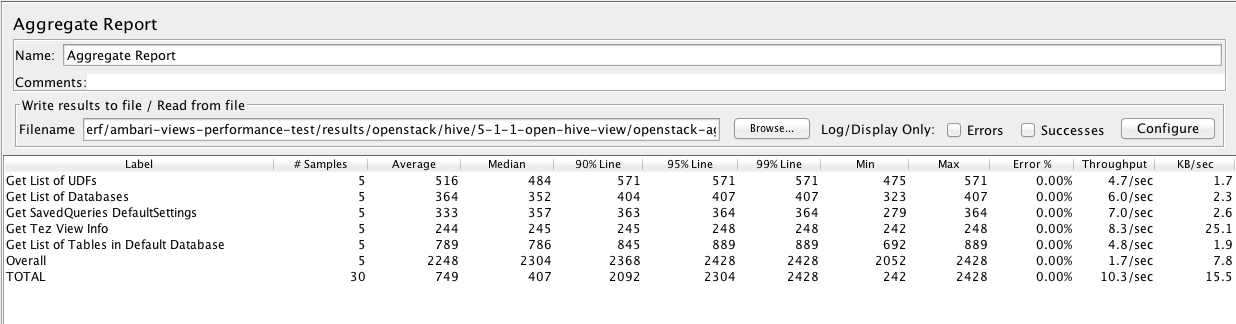 Aggregate Report
Name: Aggregate Report
Comments:
Write results to file / Read from file
Filename erf/ambari-views-performance-test/results/openstack/hive/5-1-1-open-hive-view/openstack-ag Browse... Log/Display Only: Errors Successes Configure
Label # Samples Average Median 90% Line 95% Line 99% Line Min Max Error % Throughput KB/sec
Get List of UDFs 5 516 484 571 571 571 475 571 0.00% 4.7/sec 1.7
Get List of Databases 5 364 352 404 407 407 323 407 0.00% 6.0/sec 2.3
Get SavedQueries DefaultSettings 5 333 357 363 364 364 279 364 0.00% 7.0/sec 2.6
Get Tez View Info 5 244 245 245 248 248 242 248 0.00% 8.3/sec 25.1
Get List of Tables in Default Database 5 789 786 845 889 889 692 889 0.00% 4.8/sec 1.9
Overall 5 2248 2304 2368 2428 2428 2052 2428 0.00% 1.7/sec 7.8
TOTAL 30 749 407 2092 2304 2428 242 2428 0.00% 10.3/sec 15.5